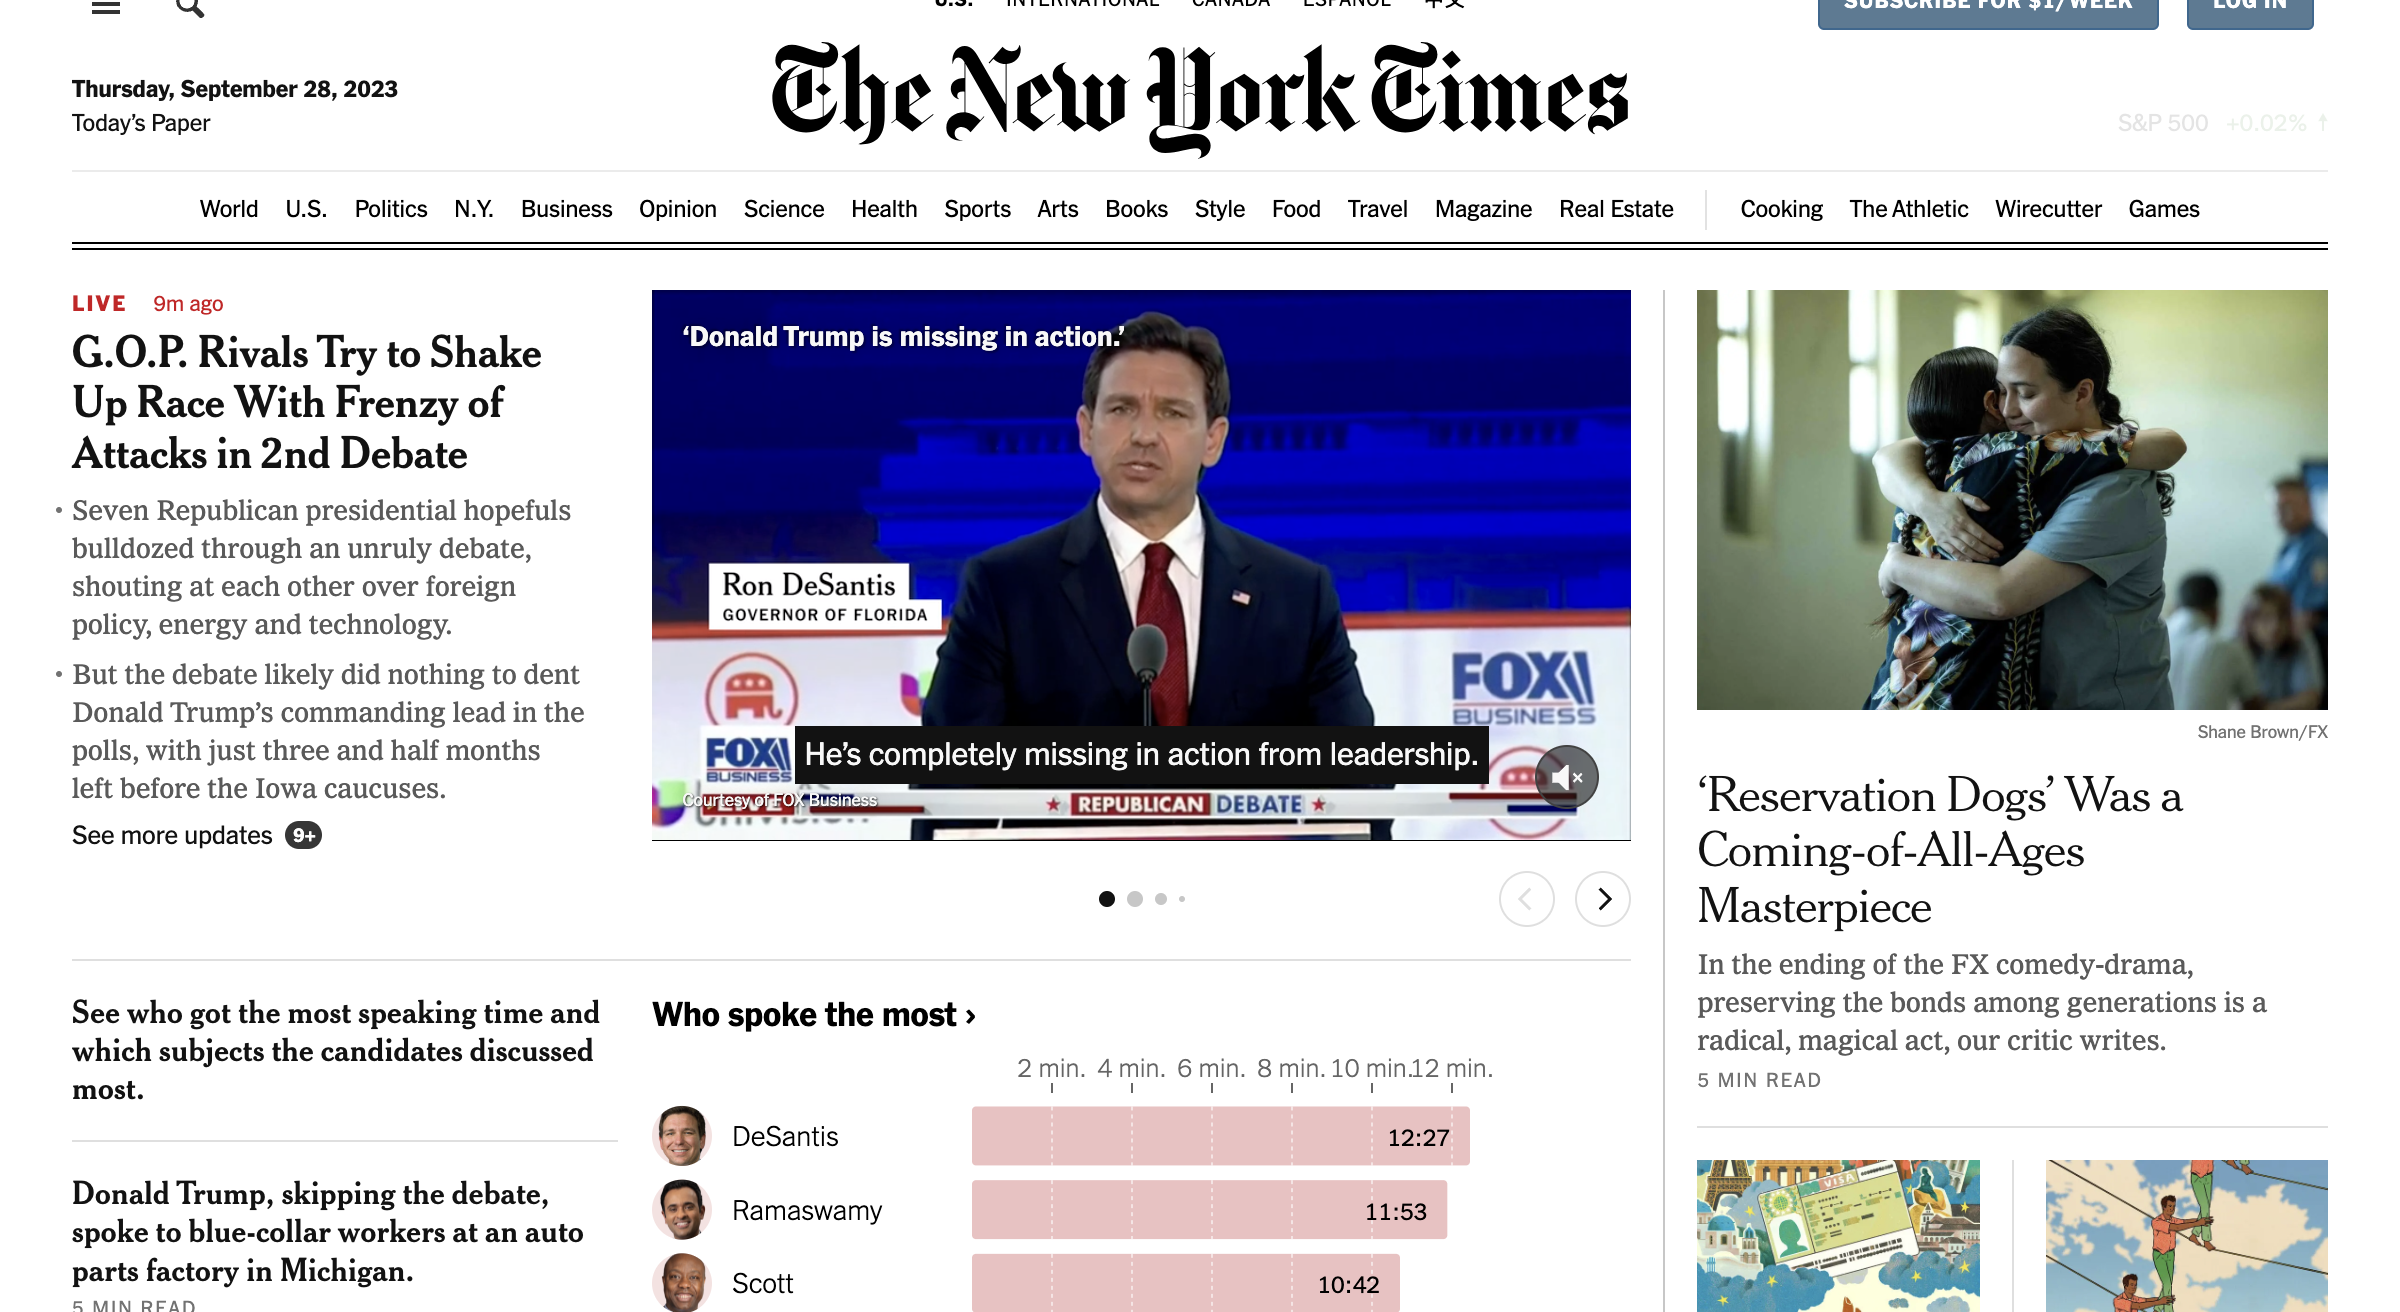 U.S. INTERNATIONAL CANADA ESPAÑOL 中文
SUBSCRIBE FOR $1/WEEK
LOG IN
Thursday, September 28, 2023
Today’s Paper
The New York Times
S&P 500 +0.02% ↑
World U.S. Politics N.Y. Business Opinion Science Health Sports Arts Books Style Food Travel Magazine Real Estate Cooking The Athletic Wirecutter Games
LIVE 9m ago
G.O.P. Rivals Try to Shake
Up Race With Frenzy of
Attacks in 2nd Debate
• Seven Republican presidential hopefuls
bulldozed through an unruly debate,
shouting at each other over foreign
policy, energy and technology.
• But the debate likely did nothing to dent
Donald Trump’s commanding lead in the
polls, with just three and half months
left before the Iowa caucuses.
See more updates 9+
‘Donald Trump is missing in action.’
Ron DeSantis
GOVERNOR OF FLORIDA
FOX
BUSINESS
FOX
BUSINESS
He’s completely missing in action from leadership.
Courtesy of FOX Business
REPUBLICAN DEBATE
Shane Brown/FX
‘Reservation Dogs’ Was a
Coming-of-All-Ages
Masterpiece
In the ending of the FX comedy-drama,
preserving the bonds among generations is a
radical, magical act, our critic writes.
5 MIN READ
VISA
See who got the most speaking time and
which subjects the candidates discussed
most.
Donald Trump, skipping the debate,
spoke to blue-collar workers at an auto
parts factory in Michigan.
5 MIN READ
Who spoke the most ›
2 min. 4 min. 6 min. 8 min. 10 min. 12 min.
DeSantis 12:27
Ramaswamy 11:53
Scott 10:42